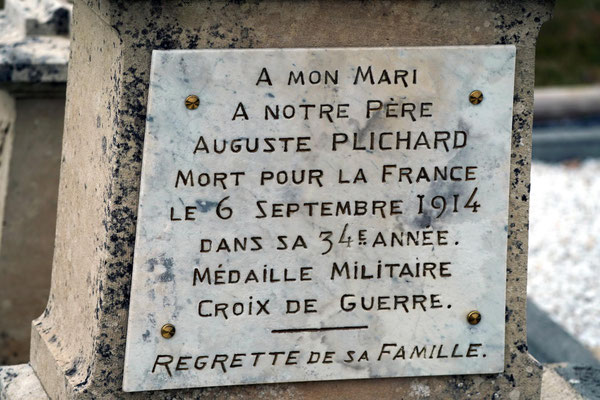 A MON MARI
A NOTRE PÈRE
AUGUSTE PLICHARD
MORT POUR LA FRANCE
LE 6 SEPTEMBRE 1914
DANS SA 34E ANNÉE.
MÉDAILLE MILITAIRE
CROIX DE GUERRE.
REGRETTE DE SA FAMILLE.